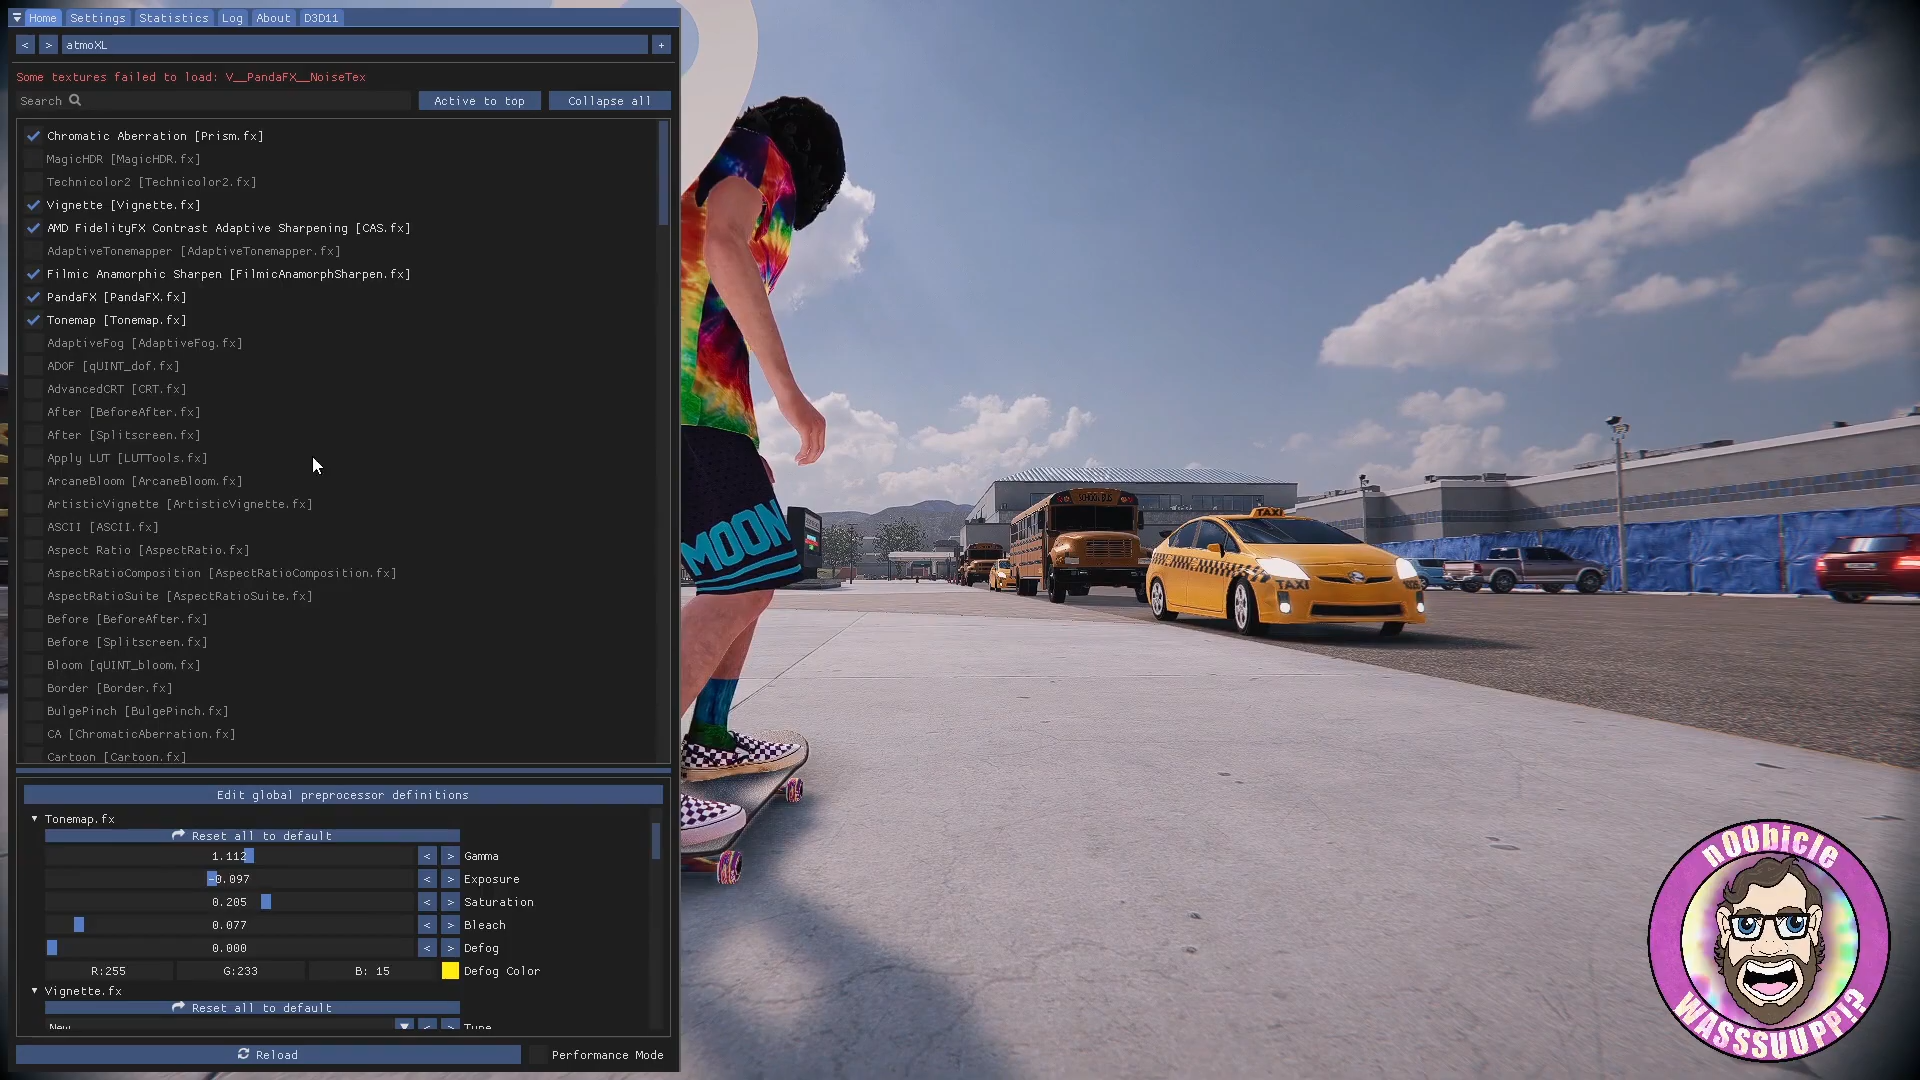 Home Settings Statistics Log About D3D11
< > atmoXL +
Some textures failed to load: V__PandaFX__NoiseTex
Search Active to top Collapse all
Chromatic Aberration [Prism.fx]
MagicHDR [MagicHDR.fx]
Technicolor2 [Technicolor2.fx]
Vignette [Vignette.fx]
AMD FidelityFX Contrast Adaptive Sharpening [CAS.fx]
AdaptiveTonemapper [AdaptiveTonemapper.fx]
Filmic Anamorphic Sharpen [FilmicAnamorphSharpen.fx]
PandaFX [PandaFX.fx]
Tonemap [Tonemap.fx]
AdaptiveFog [AdaptiveFog.fx]
ADOF [qUINT_dof.fx]
AdvancedCRT [CRT.fx]
After [BeforeAfter.fx]
After [Splitscreen.fx]
Apply LUT [LUTTools.fx]
ArcaneBloom [ArcaneBloom.fx]
ArtisticVignette [ArtisticVignette.fx]
ASCII [ASCII.fx]
Aspect Ratio [AspectRatio.fx]
AspectRatioComposition [AspectRatioComposition.fx]
AspectRatioSuite [AspectRatioSuite.fx]
Before [BeforeAfter.fx]
Before [Splitscreen.fx]
Bloom [qUINT_bloom.fx]
Border [Border.fx]
BulgePinch [BulgePinch.fx]
CA [ChromaticAberration.fx]
Cartoon [Cartoon.fx]
Edit global preprocessor definitions
Tonemap.fx
Reset all to default
1.112 < > Gamma
-0.097 < > Exposure
0.205 < > Saturation
0.077 < > Bleach
0.000 < > Defog
R:255 G:233 B: 15 Defog Color
Vignette.fx
Reset all to default
New < > Type
Reload Performance Mode
MOON
SCHOOL BUS
TAXI
TAXI
TAXI
n00bicle
WASSSUUPP!?